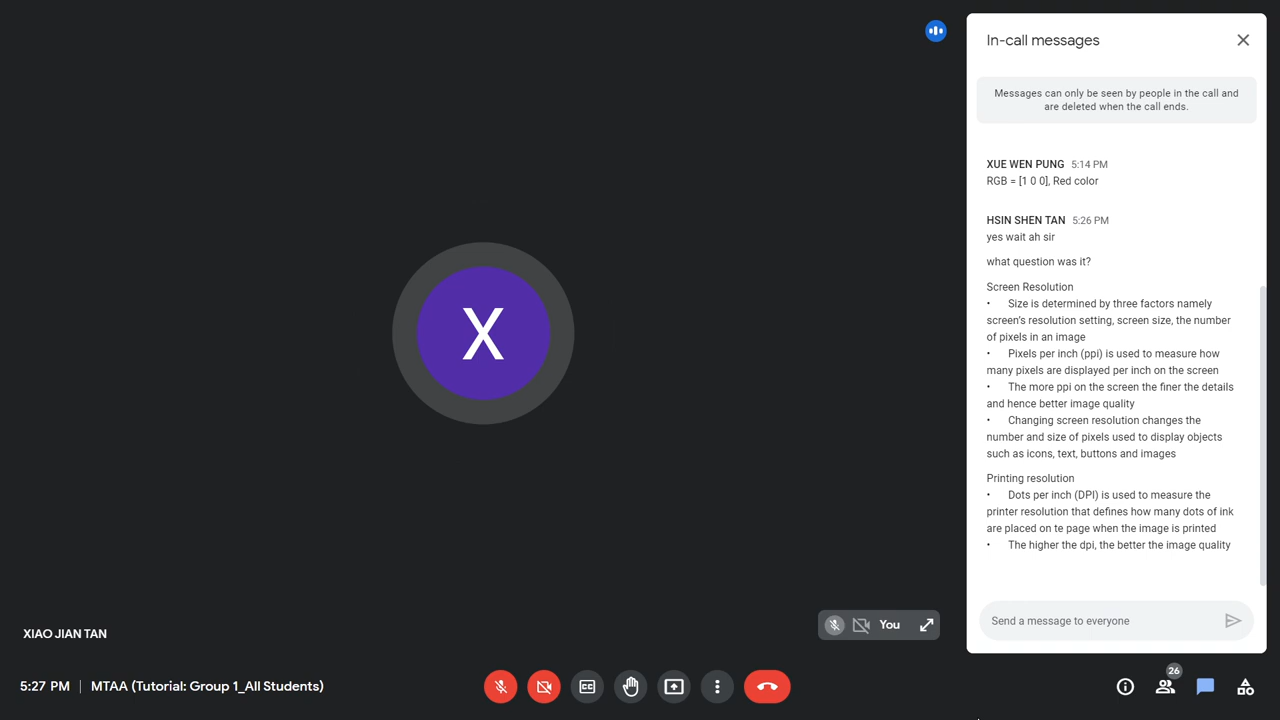 In-call messages
Messages can only be seen by people in the call and
are deleted when the call ends.
XUE WEN PUNG 5:14 PM
RGB = [1 0 0], Red color
HSIN SHEN TAN 5:26 PM
yes wait ah sir
what question was it?
Screen Resolution
• Size is determined by three factors namely
screen's resolution setting, screen size, the number
of pixels in an image
• Pixels per inch (ppi) is used to measure how
many pixels are displayed per inch on the screen
• The more ppi on the screen the finer the details
and hence better image quality
• Changing screen resolution changes the
number and size of pixels used to display objects
such as icons, text, buttons and images
Printing resolution
• Dots per inch (DPI) is used to measure the
printer resolution that defines how many dots of ink
are placed on te page when the image is printed
• The higher the dpi, the better the image quality
Send a message to everyone
X
XIAO JIAN TAN
You
5:27 PM | MTAA (Tutorial: Group 1_All Students)
CC
26